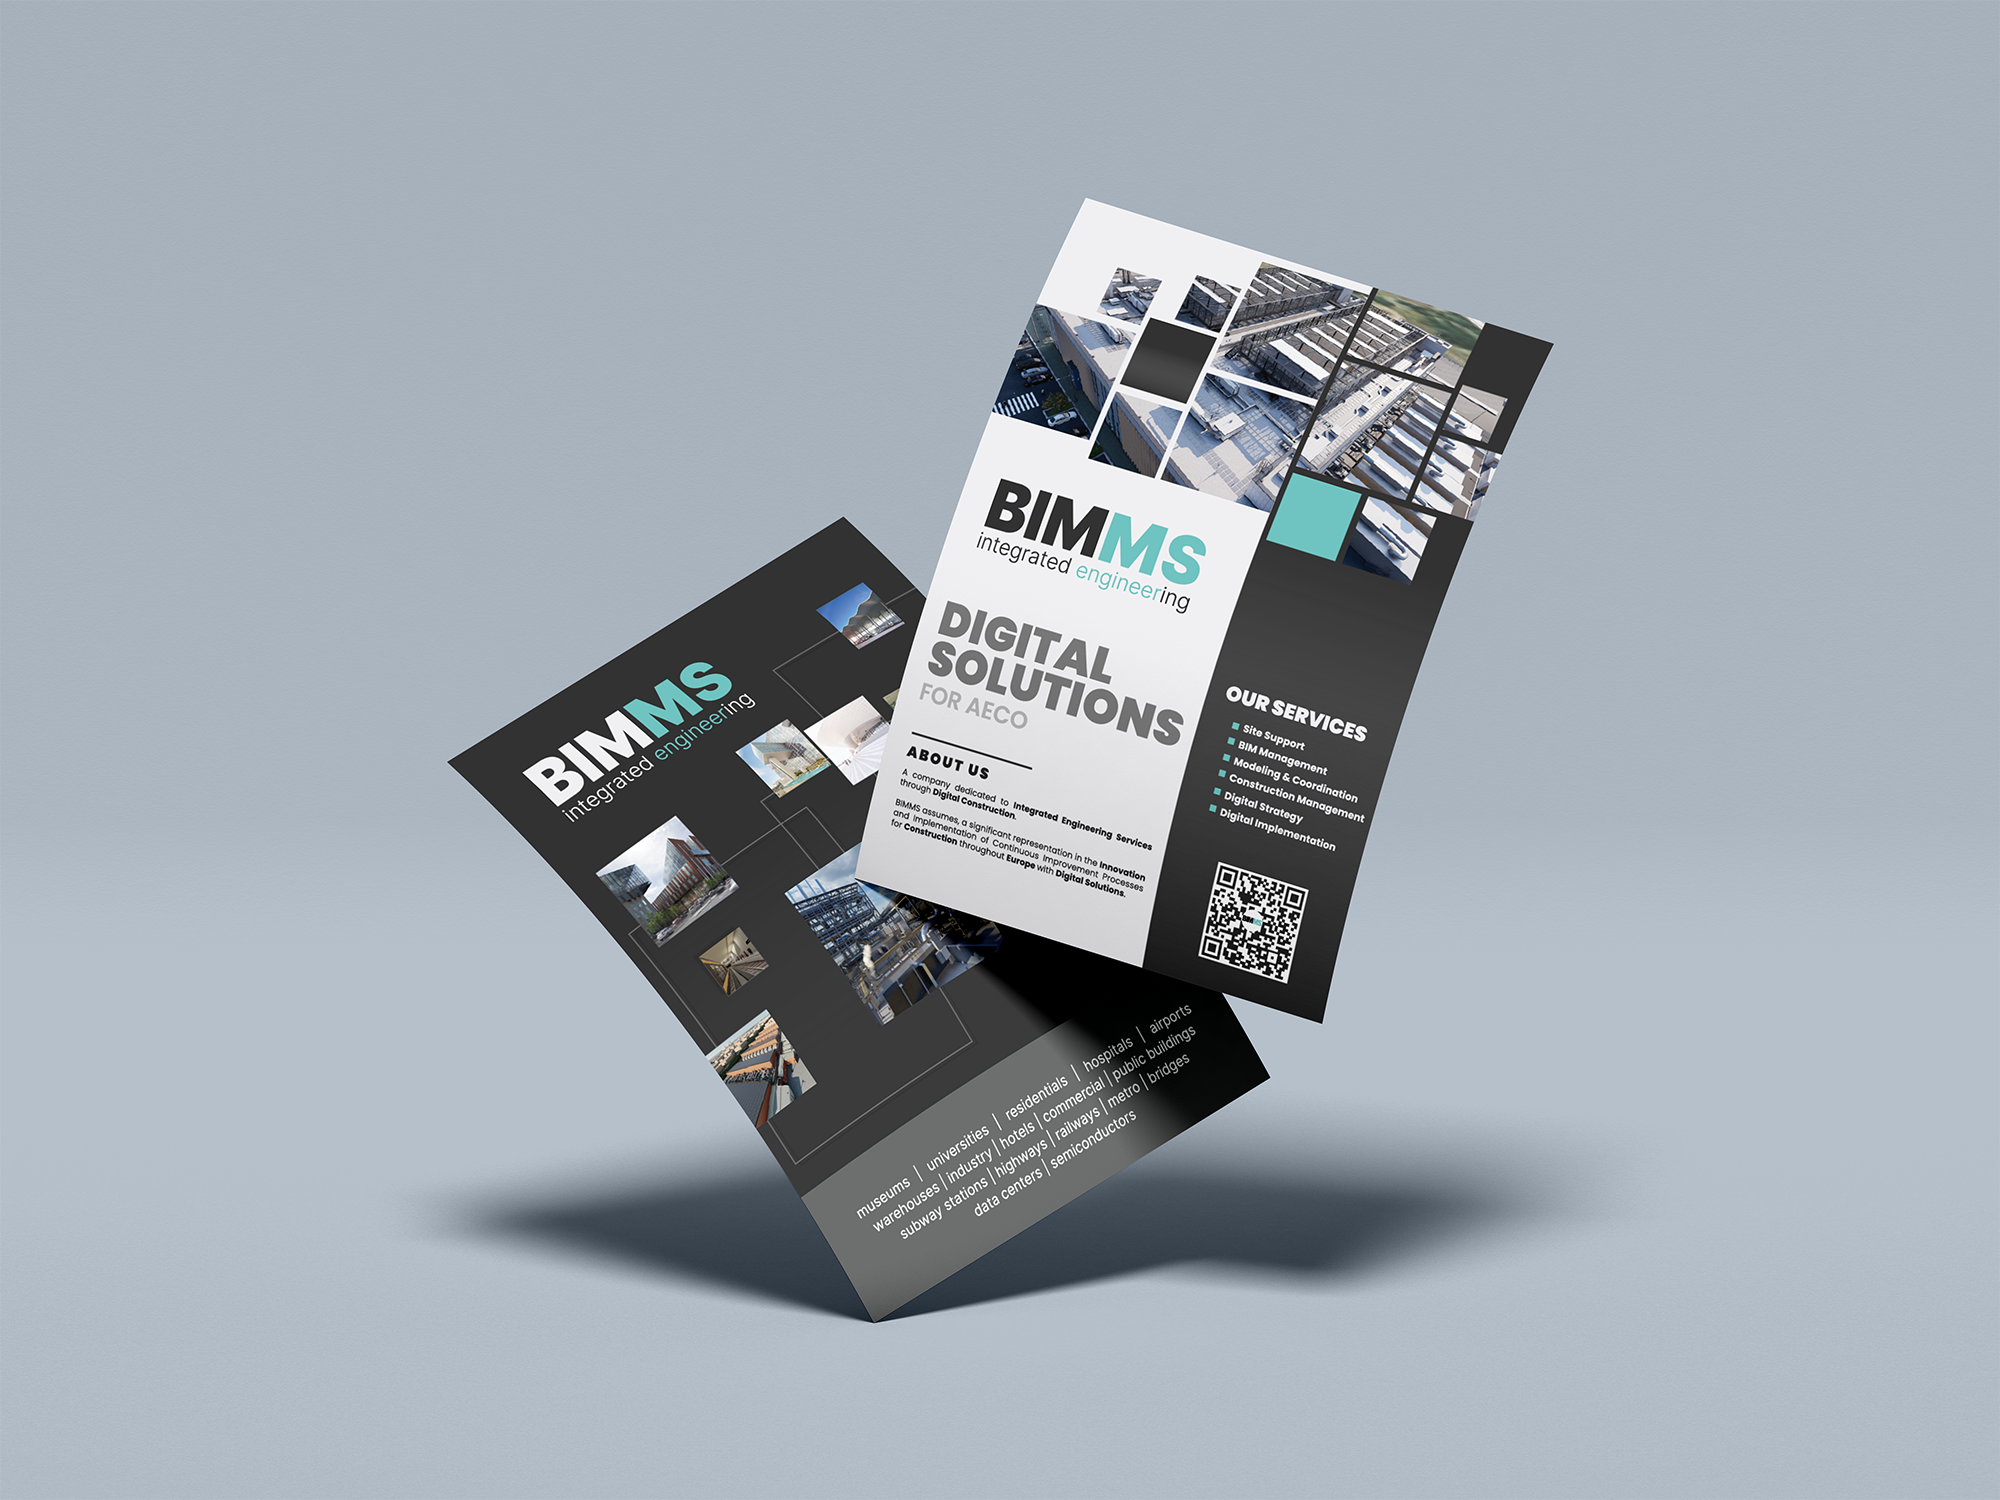 BIMMS
integrated engineering
DIGITAL
SOLUTIONS
FOR AECO
ABOUT US
A company dedicated to Integrated Engineering Services
through Digital Construction.
BIMMS assumes, a significant representation in the Innovation
and Implementation of Continuous Improvement Processes
for Construction throughout Europe with Digital Solutions.
OUR SERVICES
Site Support
BIM Management
Modeling & Coordination
Construction Management
Digital Strategy
Digital Implementation
BIMMS
integrated engineering
museums | universities | residentials | hospitals | airports
warehouses | industry | hotels | commercial | public buildings
subway stations | highways | railways | metro | bridges
data centers | semiconductors